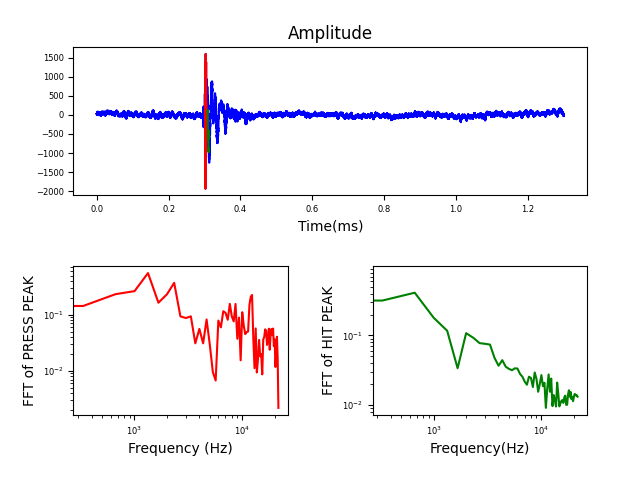 Amplitude
1500
1000
500
0
−500
−1000
−1500
−2000
0.0 0.2 0.4 0.6 0.8 1.0 1.2
Time(ms)
FFT of PRESS PEAK
10⁻¹
10⁻²
10³ 10⁴
Frequency (Hz)
FFT of HIT PEAK
10⁻¹
10⁻²
10³ 10⁴
Frequency(Hz)